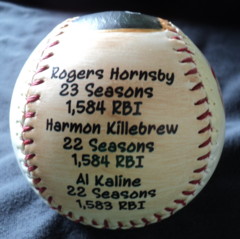 Rogers Hornsby
23 Seasons
1,584 RBI
Harmon Killebrew
22 Seasons
1,584 RBI
Al Kaline
22 Seasons
1,583 RBI